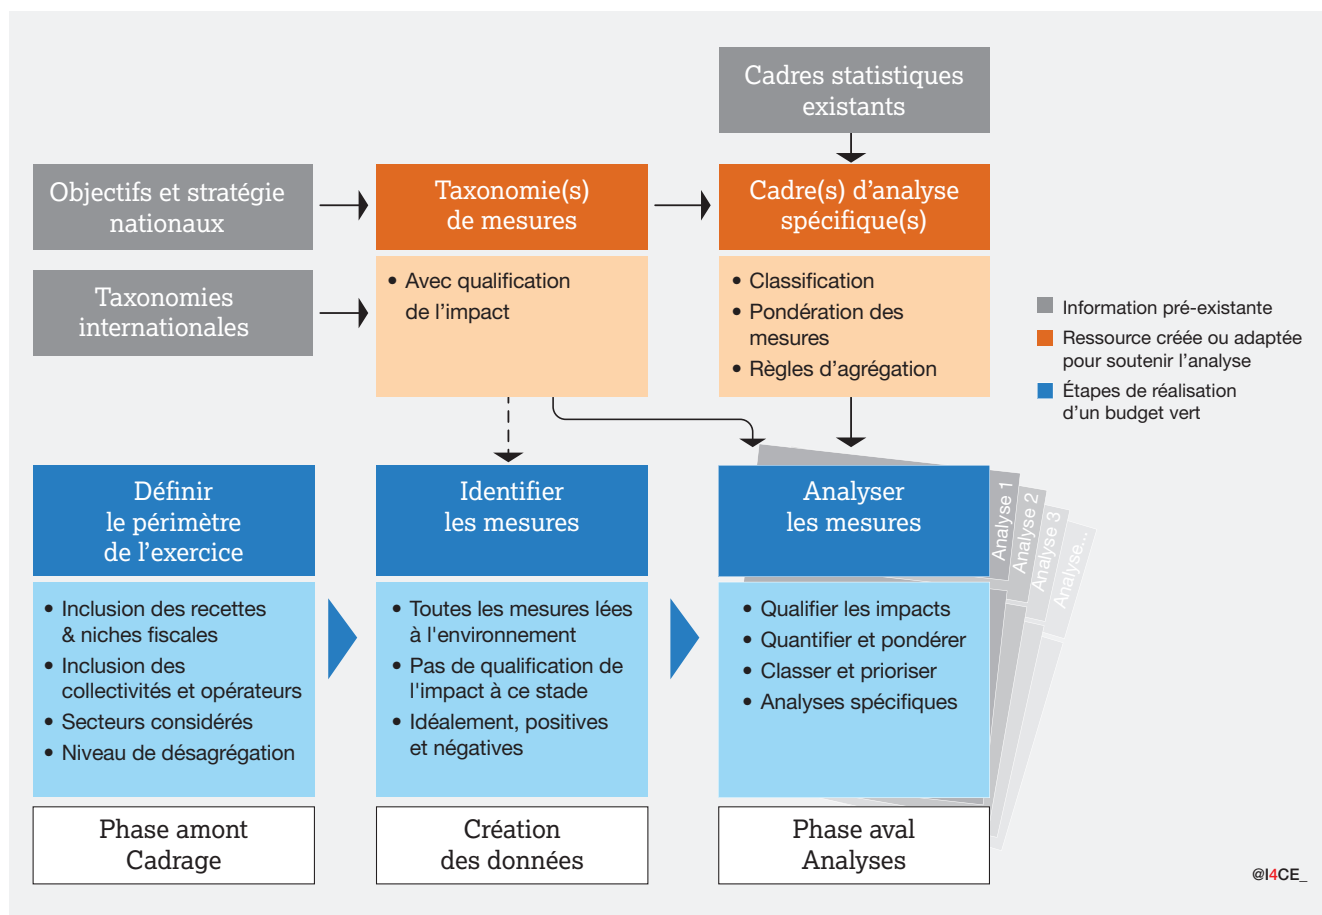 Cadres statistiques
existants
Objectifs et stratégie
nationaux
Taxonomies
internationales
Taxonomie(s)
de mesures
• Avec qualification
de l'impact
Cadre(s) d'analyse
spécifique(s)
• Classification
• Pondération des
mesures
• Règles d'agrégation
Information pré-existante
Ressource créée ou adaptée
pour soutenir l'analyse
Étapes de réalisation
d'un budget vert
Définir
le périmètre
de l'exercice
• Inclusion des recettes
& niches fiscales
• Inclusion des
collectivités et opérateurs
• Secteurs considérés
• Niveau de désagrégation
Phase amont
Cadrage
Identifier
les mesures
• Toutes les mesures lées
à l'environnement
• Pas de qualification de
l'impact à ce stade
• Idéalement, positives
et négatives
Création
des données
Analyser
les mesures
• Qualifier les impacts
• Quantifier et pondérer
• Classer et prioriser
• Analyses spécifiques
Phase aval
Analyses
Analyse 1
Analyse 2
Analyse 3
Analyse...
@I4CE_